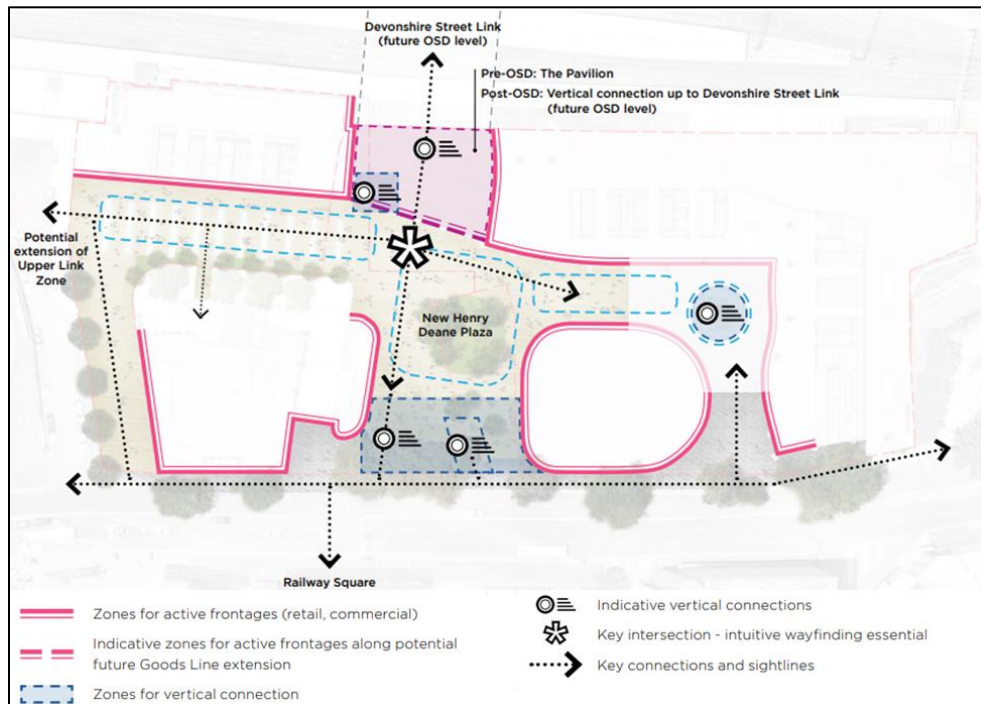 Devonshire Street Link
(future OSD level)
Pre-OSD: The Pavilion
Post-OSD: Vertical connection up to Devonshire Street Link
(future OSD level)
Potential
extension of
Upper Link
Zone
New Henry
Deane Plaza
Railway Square
Zones for active frontages (retail, commercial)
Indicative zones for active frontages along potential
future Goods Line extension
Zones for vertical connection
Indicative vertical connections
Key intersection - intuitive wayfinding essential
Key connections and sightlines